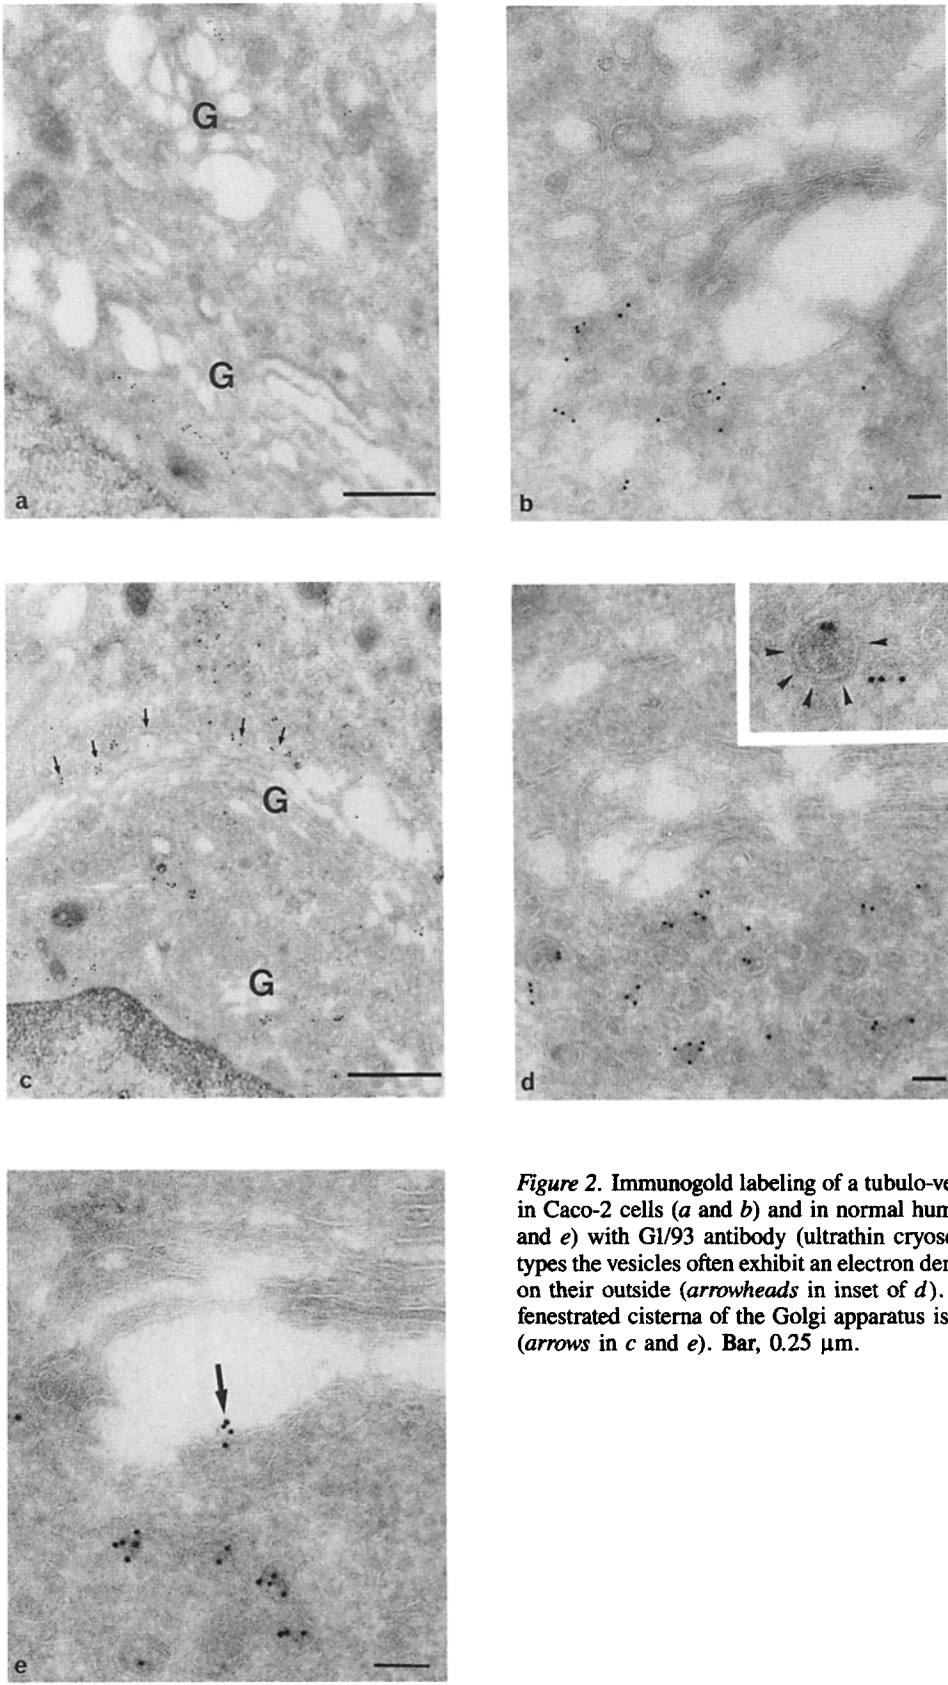 G
G
a
b
G
G
c
d
e
Figure 2. Immunogold labeling of a tubulo-ve
in Caco-2 cells (a and b) and in normal hum
and e) with G1/93 antibody (ultrathin cryose
types the vesicles often exhibit an electron den
on their outside (arrowheads in inset of d).
fenestrated cisterna of the Golgi apparatus is
(arrows in c and e). Bar, 0.25 μm.